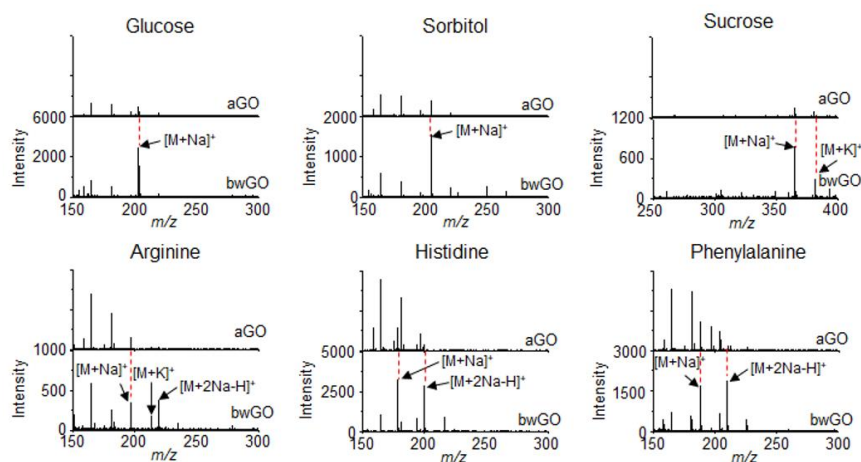 Glucose
Sorbitol
Sucrose
Intensity
6000
2000
0
aGO
[M+Na]⁺
bwGO
150
200
250
300
m/z
Intensity
2000
1000
0
aGO
[M+Na]⁺
bwGO
150
200
250
300
m/z
Intensity
1200
600
0
aGO
[M+Na]⁺
[M+K]⁺
bwGO
250
300
350
400
m/z
Arginine
Histidine
Phenylalanine
Intensity
1000
500
0
aGO
[M+Na]⁺
[M+K]⁺
[M+2Na-H]⁺
bwGO
150
200
250
300
m/z
Intensity
5000
2500
0
aGO
[M+Na]⁺
[M+2Na-H]⁺
bwGO
150
200
250
300
m/z
Intensity
3000
1500
0
aGO
[M+Na]⁺
[M+2Na-H]⁺
bwGO
150
200
250
300
m/z